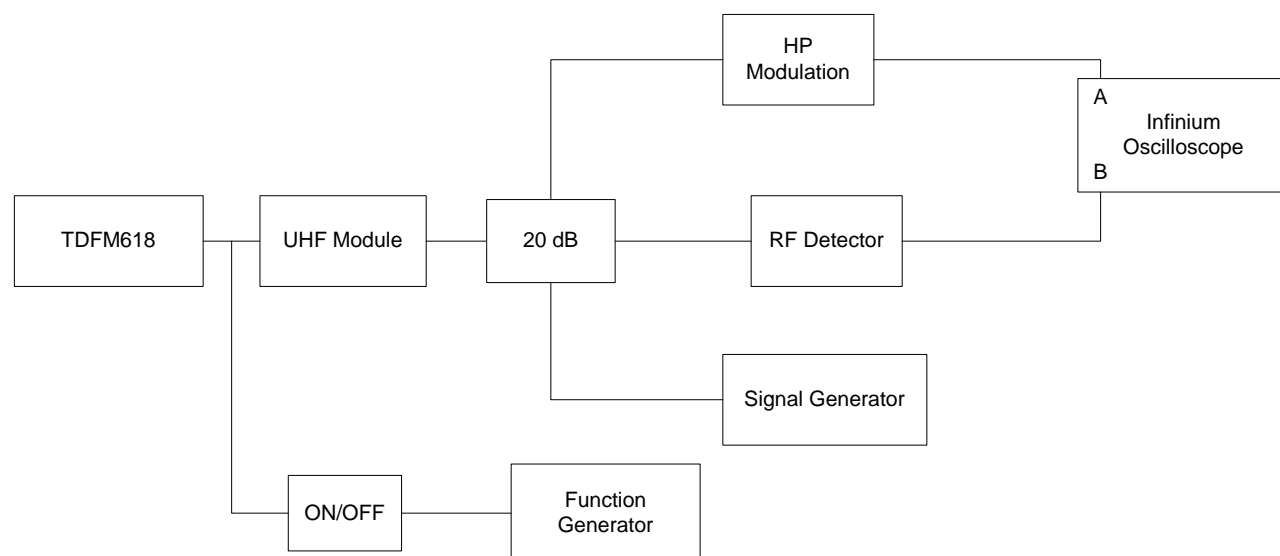 HP
Modulation
A
Infinium
Oscilloscope
B
TDFM618
UHF Module
20 dB
RF Detector
Signal Generator
ON/OFF
Function
Generator